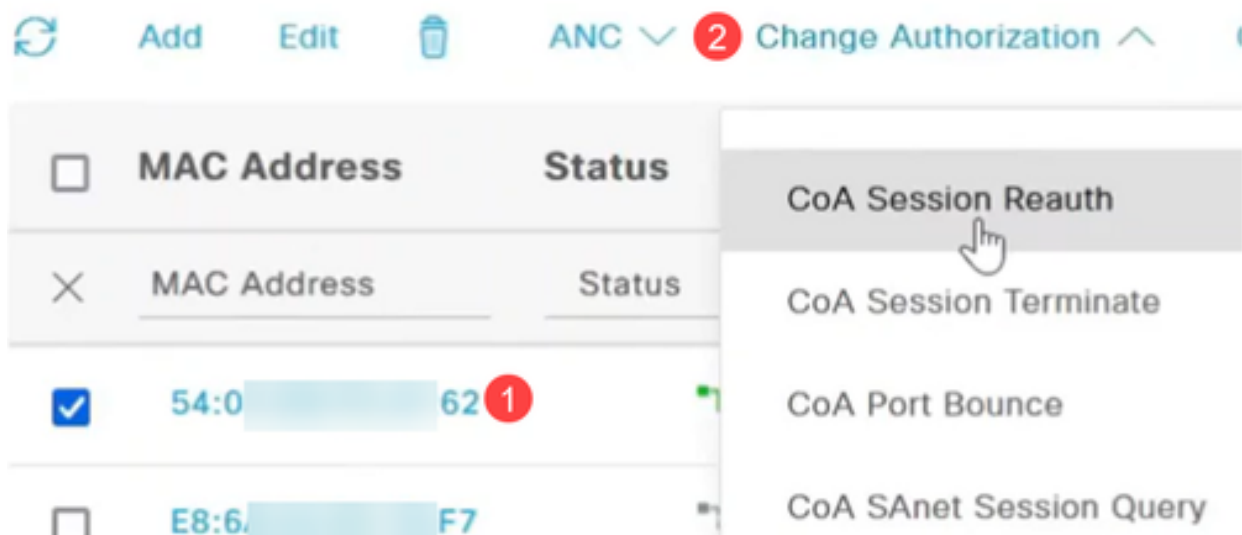 Add Edit ANC 2 Change Authorization
MAC Address Status
CoA Session Reauth
MAC Address Status
CoA Session Terminate
54:0 62 1
CoA Port Bounce
E8:6 F7
CoA SAnet Session Query